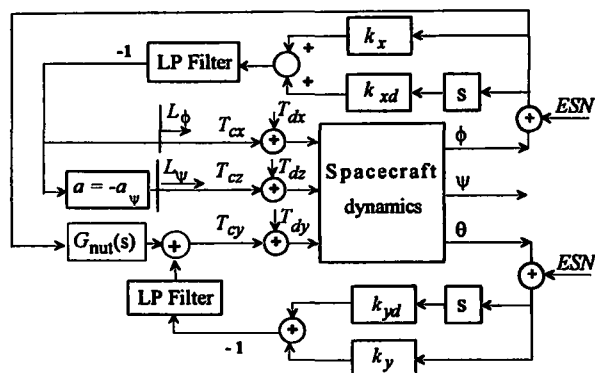 k_x
-1
LP Filter
+
+
k_xd
s
L_ϕ
T_dx
ESN
T_cx
+
+
ϕ
L_ψ
T_dz
a = -a_ψ
T_cz
+
Spacecraft
dynamics
ψ
T_dy
θ
G_nut(s)
+
T_cy
+
ESN
+
LP Filter
k_yd
s
+
-1
k_y